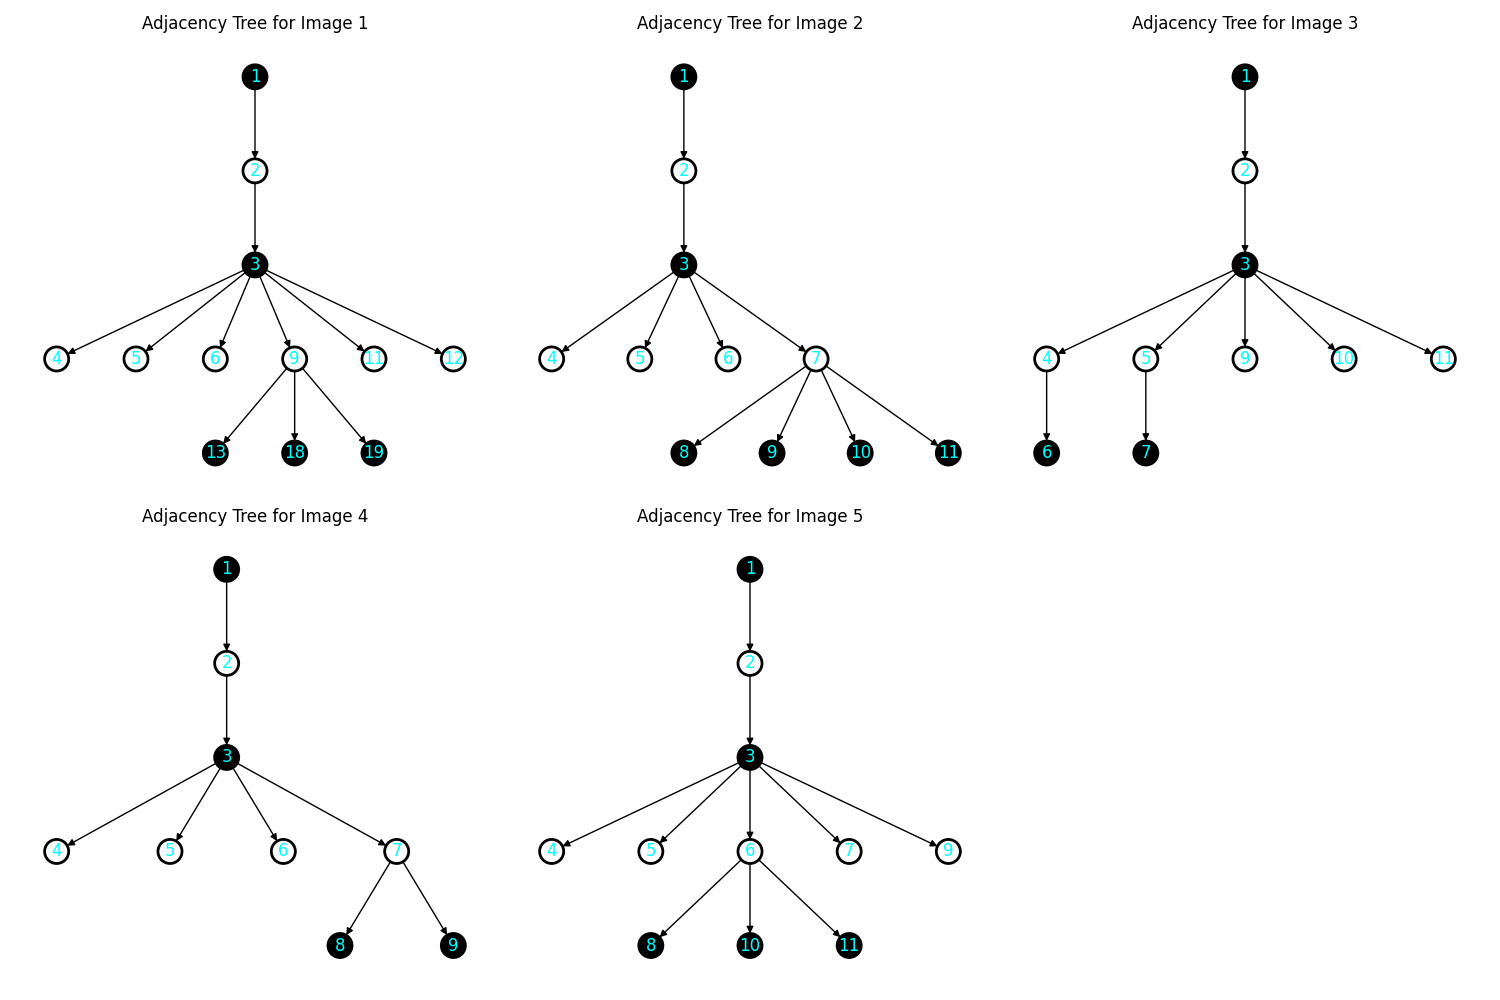 Adjacency Tree for Image 1
1
2
3
4 5 6 9 11 12
13 18 19
Adjacency Tree for Image 2
1
2
3
4 5 6 7
8 9 10 11
Adjacency Tree for Image 3
1
2
3
4 5 9 10 11
6 7
Adjacency Tree for Image 4
1
2
3
4 5 6 7
8 9
Adjacency Tree for Image 5
1
2
3
4 5 6 7 9
8 10 11